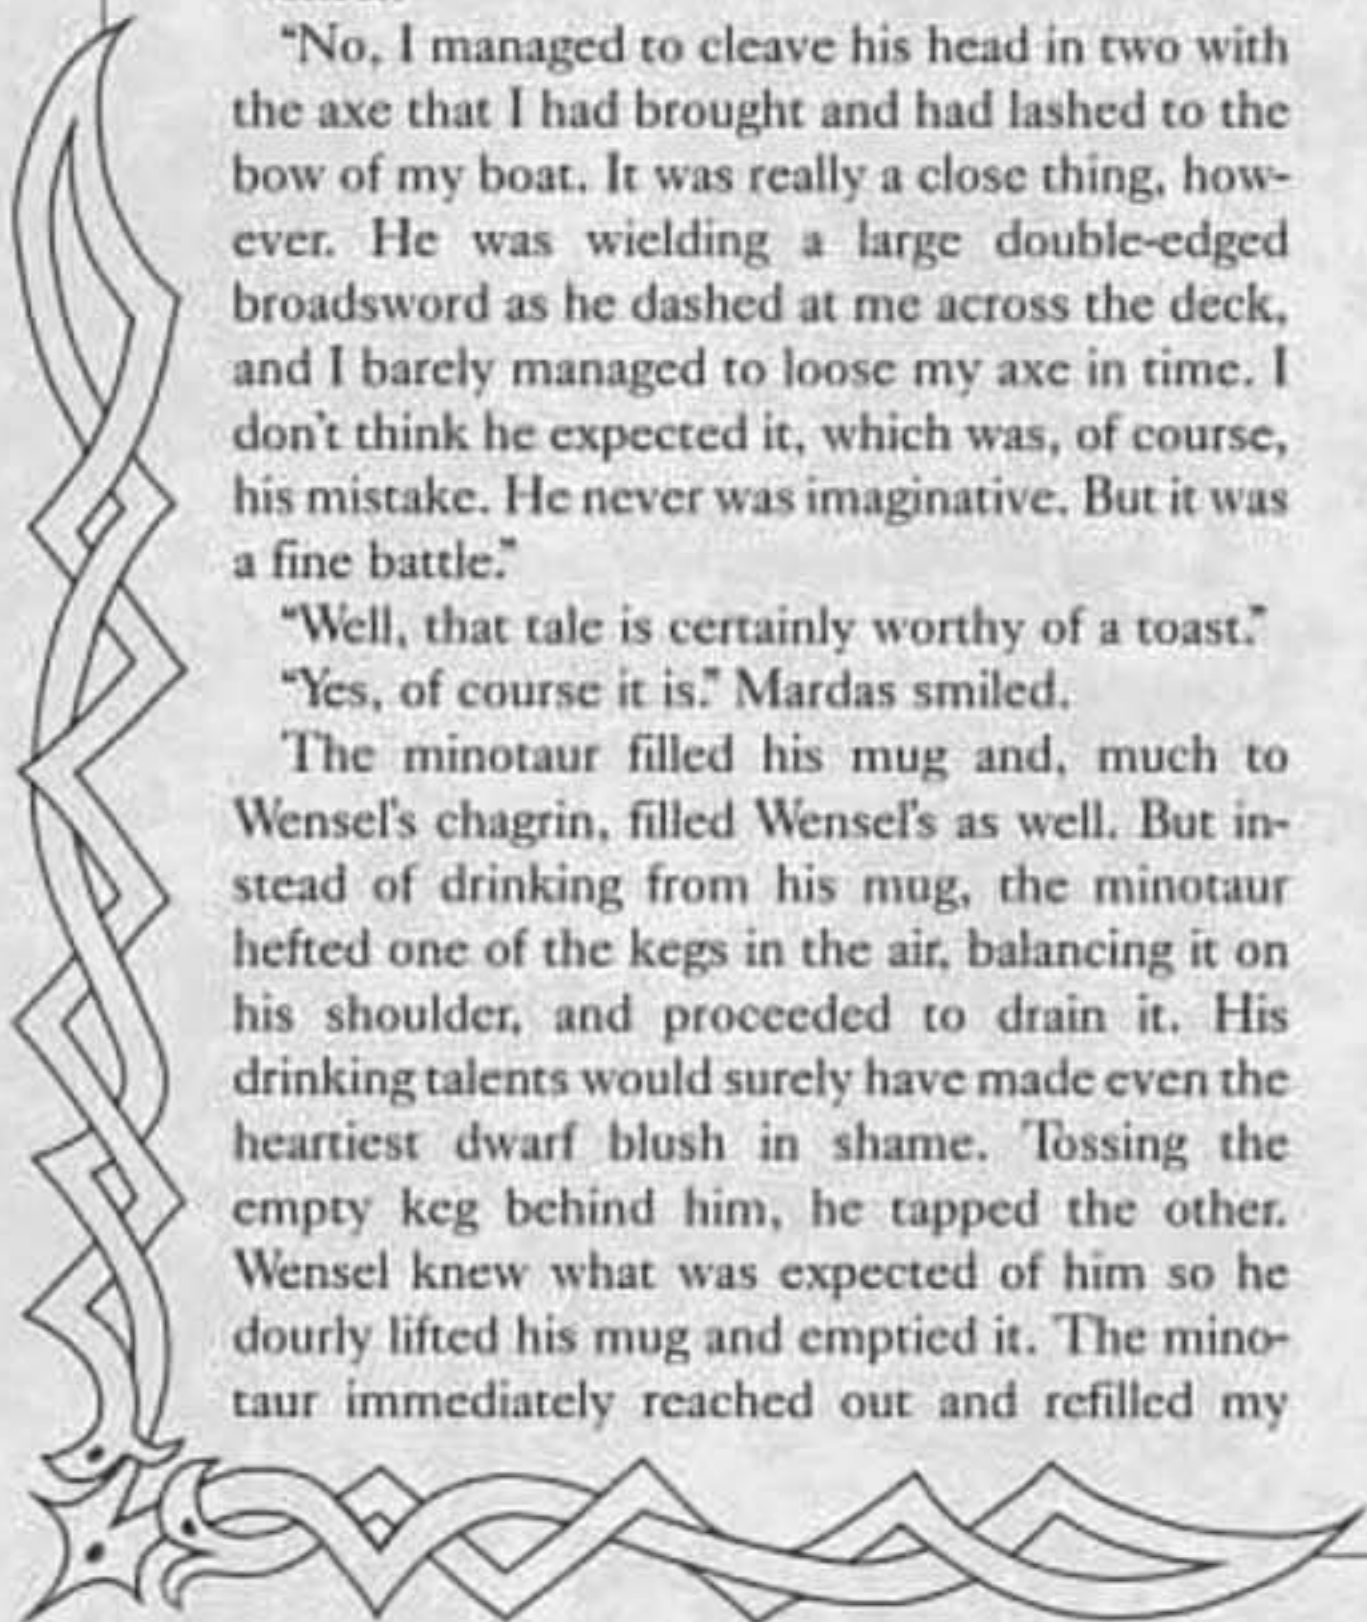 “No, I managed to cleave his head in two with
the axe that I had brought and had lashed to the
bow of my boat. It was really a close thing, how-
ever. He was wielding a large double-edged
broadsword as he dashed at me across the deck,
and I barely managed to loose my axe in time. I
don’t think he expected it, which was, of course,
his mistake. He never was imaginative. But it was
a fine battle.”
“Well, that tale is certainly worthy of a toast.”
“Yes, of course it is.” Mardas smiled.
The minotaur filled his mug and, much to
Wensel’s chagrin, filled Wensel’s as well. But in-
stead of drinking from his mug, the minotaur
hefted one of the kegs in the air, balancing it on
his shoulder, and proceeded to drain it. His
drinking talents would surely have made even the
heartiest dwarf blush in shame. Tossing the
empty keg behind him, he tapped the other.
Wensel knew what was expected of him so he
dourly lifted his mug and emptied it. The mino-
taur immediately reached out and refilled my